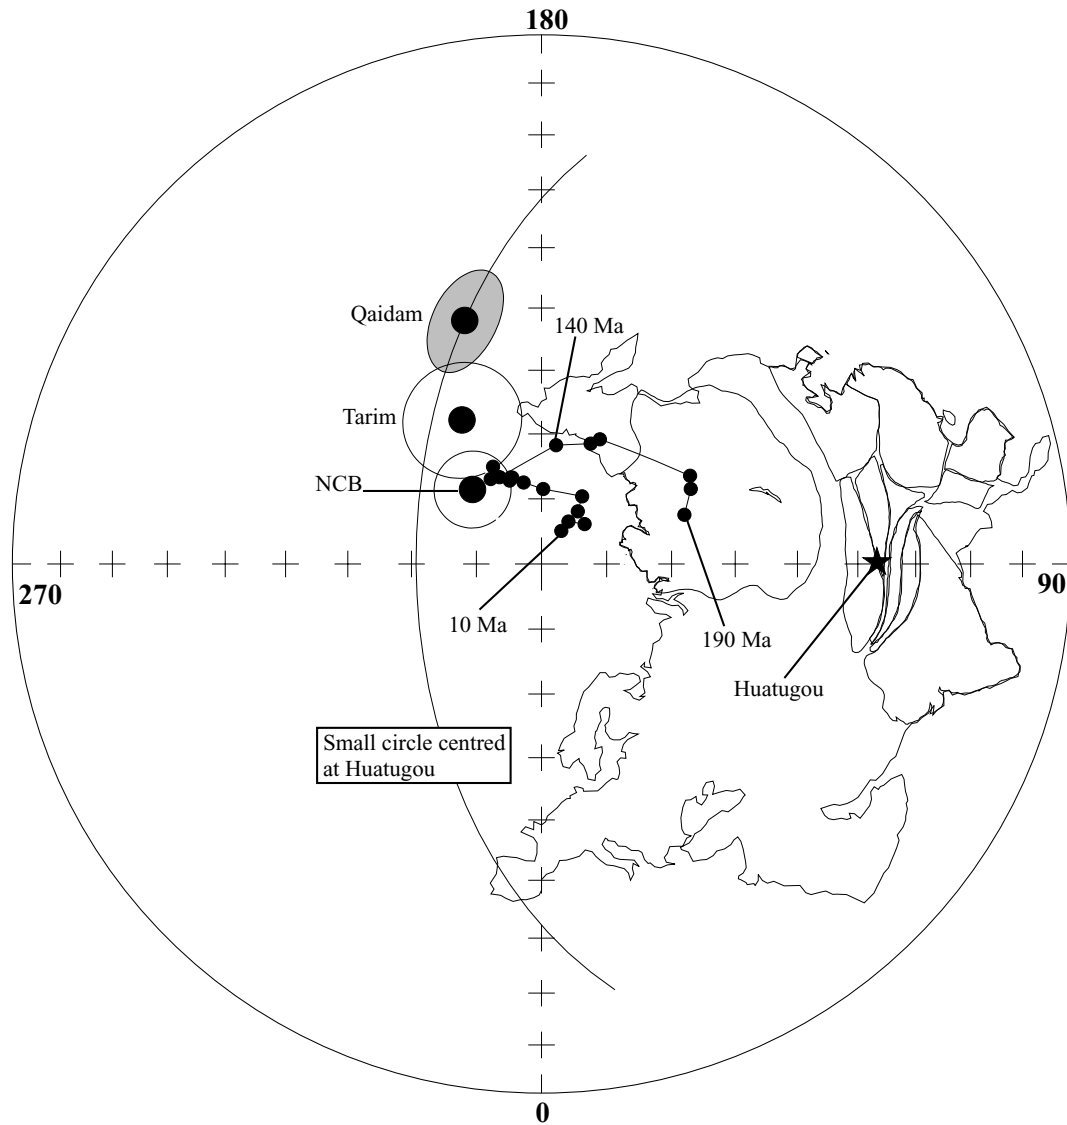 180
Qaidam
140 Ma
Tarim
NCB
270
90
10 Ma
190 Ma
Huatugou
Small circle centred
at Huatugou
0